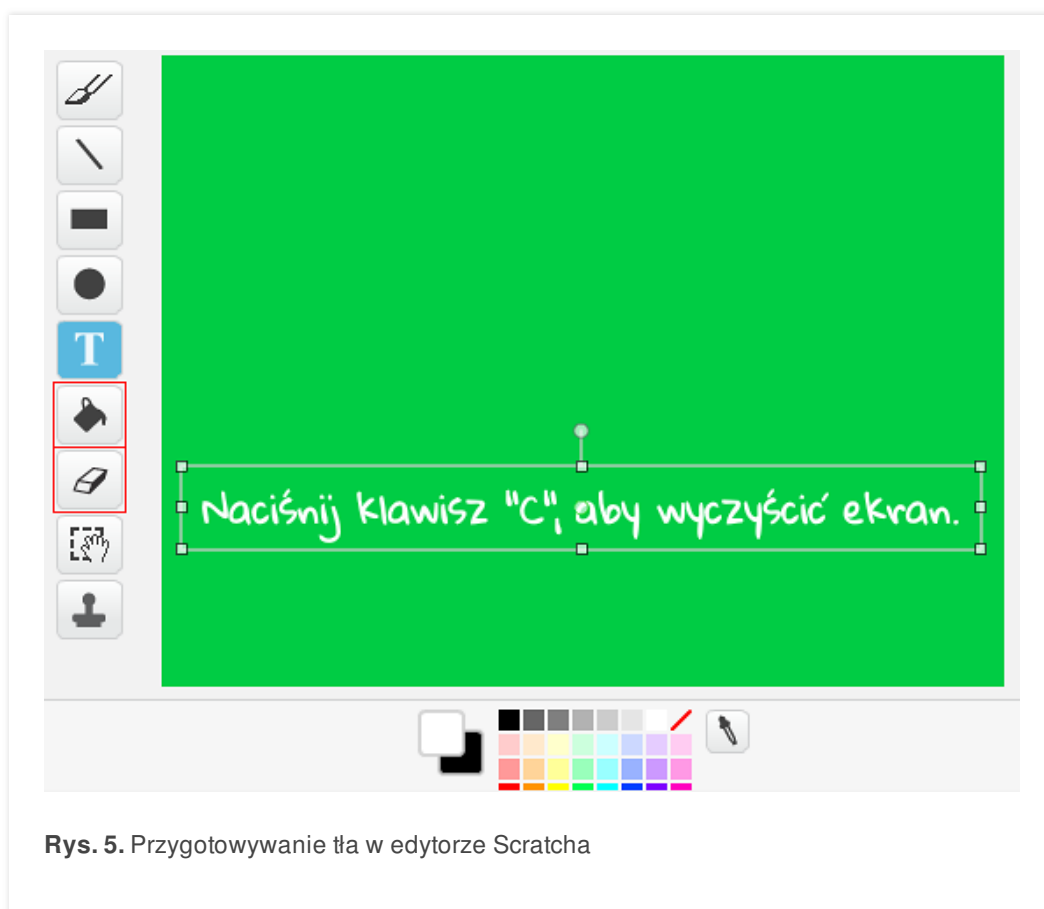 T
Naciśnij klawisz "C", aby wyczyścić ekran.
Rys. 5. Przygotowywanie tła w edytorze Scratcha